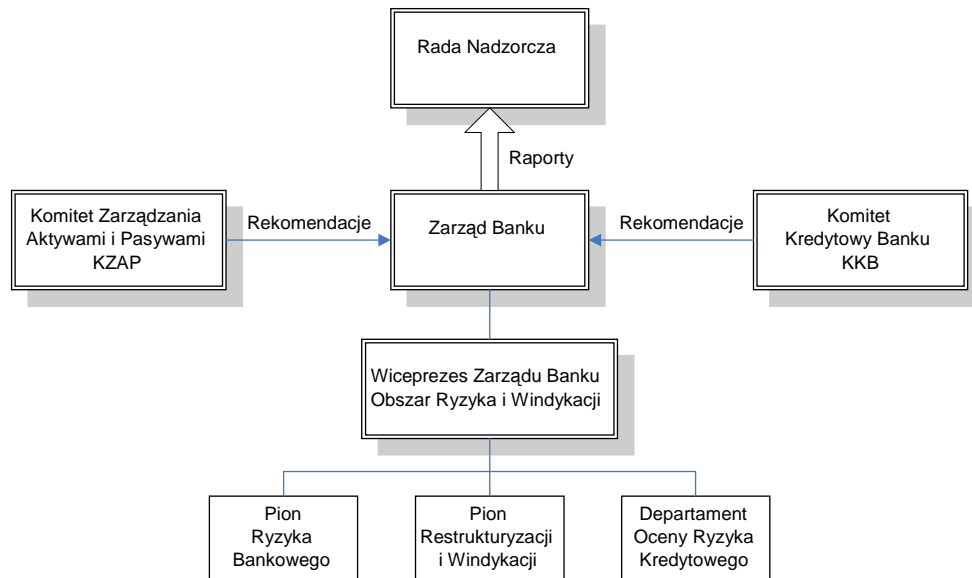 Rada Nadzorcza
Raporty
Komitet Zarządzania
Aktywami i Pasywami
KZAP
Rekomendacje
Zarząd Banku
Rekomendacje
Komitet
Kredytowy Banku
KKB
Wiceprezes Zarządu Banku
Obszar Ryzyka i Windykacji
Pion
Ryzyka
Bankowego
Pion
Restrukturyzacji
i Windykacji
Departament
Oceny Ryzyka
Kredytowego